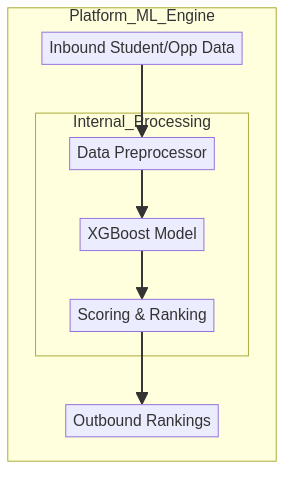 Platform_ML_Engine
Inbound Student/Opp Data
Internal_Processing
Data Preprocessor
XGBoost Model
Scoring & Ranking
Outbound Rankings